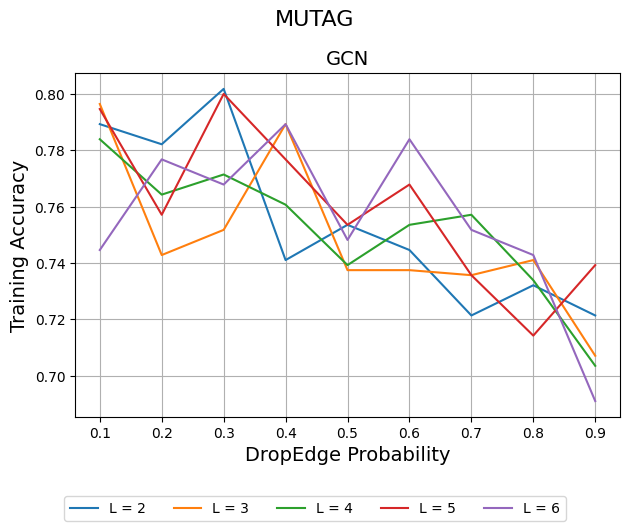 MUTAG
GCN
Training Accuracy
0.80
0.78
0.76
0.74
0.72
0.70
0.1 0.2 0.3 0.4 0.5 0.6 0.7 0.8 0.9
DropEdge Probability
L = 2 L = 3 L = 4 L = 5 L = 6